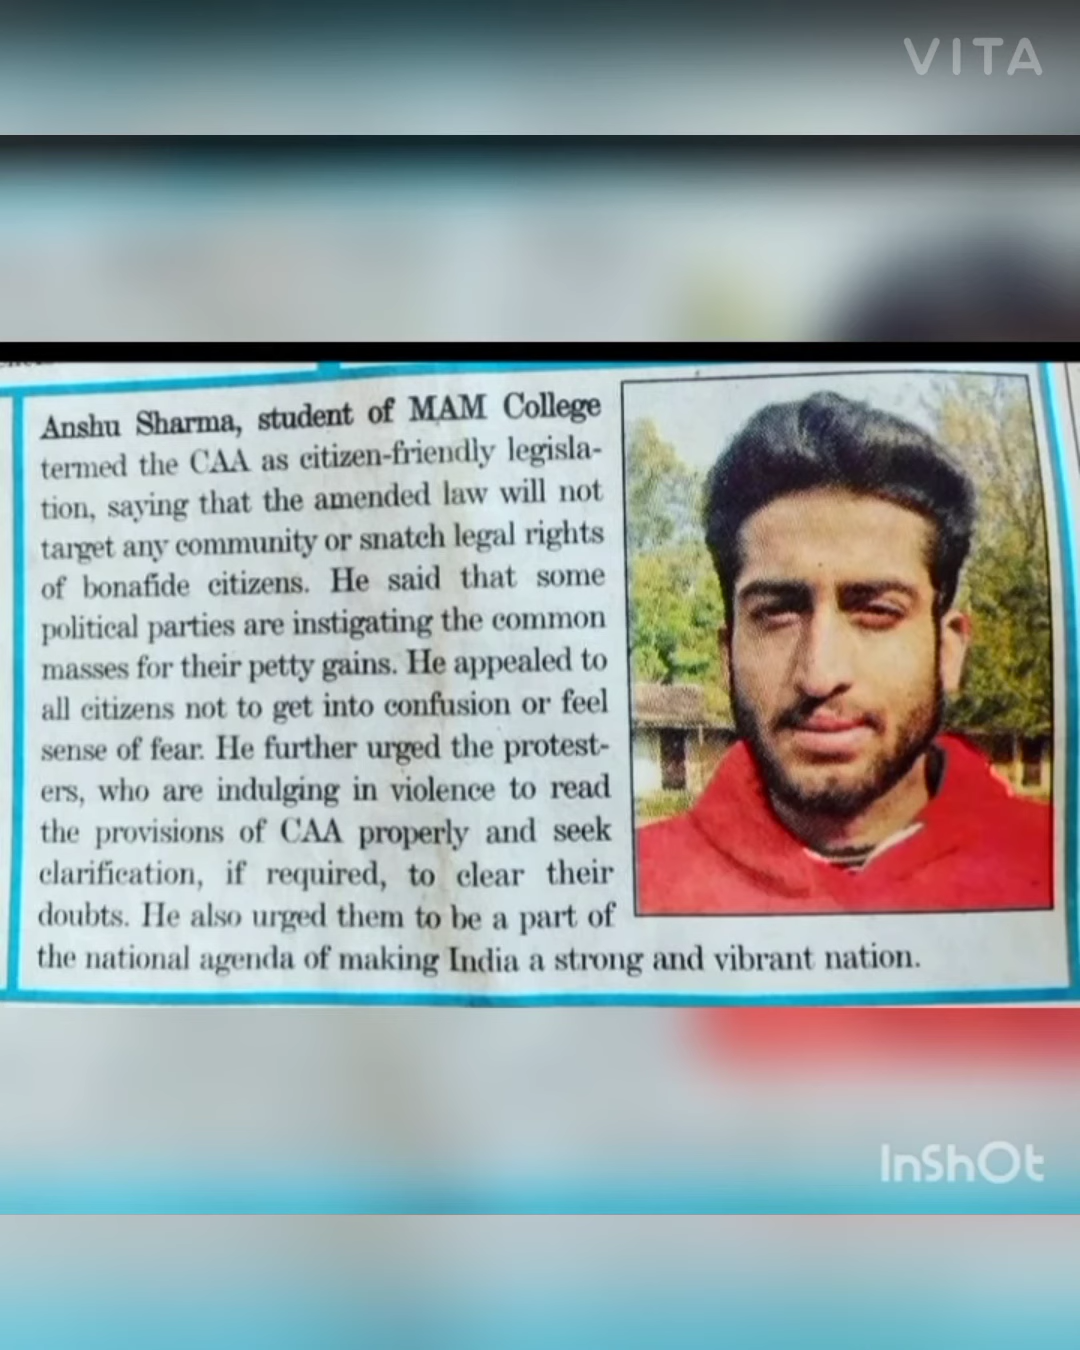 VITA
Anshu Sharma, student of MAM College
termed the CAA as citizen-friendly legisla-
tion, saying that the amended law will not
target any community or snatch legal rights
of bonafide citizens. He said that some
political parties are instigating the common
masses for their petty gains. He appealed to
all citizens not to get into confusion or feel
sense of fear. He further urged the protest-
ers, who are indulging in violence to read
the provisions of CAA properly and seek
clarification, if required, to clear their
doubts. He also urged them to be a part of
the national agenda of making India a strong and vibrant nation.
InShOt